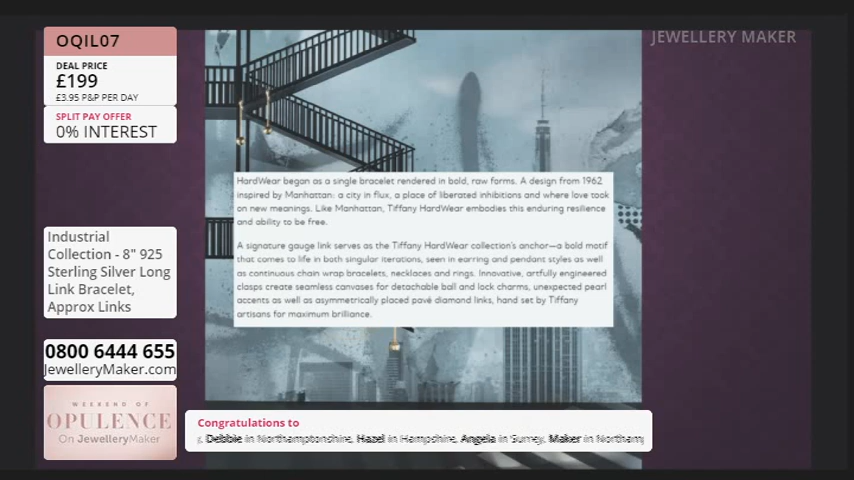 OQIL07
DEAL PRICE
£199
£3.95 P&P PER DAY
SPLIT PAY OFFER
0% INTEREST
JEWELLERY MAKER
HardWear began as a single bracelet rendered in bold, raw forms. A design from 1962
inspired by Manhattan: a city in flux, a place of liberated inhibitions and where love took
on new meanings. Like Manhattan, Tiffany HardWear embodies this enduring resilience
and ability to be free.
A signature gauge link serves as the Tiffany HardWear collection's anchor—a bold motif
that comes to life in both singular iterations, seen in earring and pendant styles as well
as continuous chain wrap bracelets, necklaces and rings. Innovative, artfully engineered
clasps create seamless canvases for detachable ball and lock charms, unexpected pearl
accents as well as asymmetrically placed pavé diamond links, hand set by Tiffany
artisans for maximum brilliance.
Industrial
Collection - 8" 925
Sterling Silver Long
Link Bracelet,
Approx Links
0800 6444 655
JewelleryMaker.com
WEEKEND OF
OPULENCE
On JewelleryMaker
Congratulations to
Debbie in Northamptonshire, Hazel in Hampshire, Angela in Surrey, Maker in